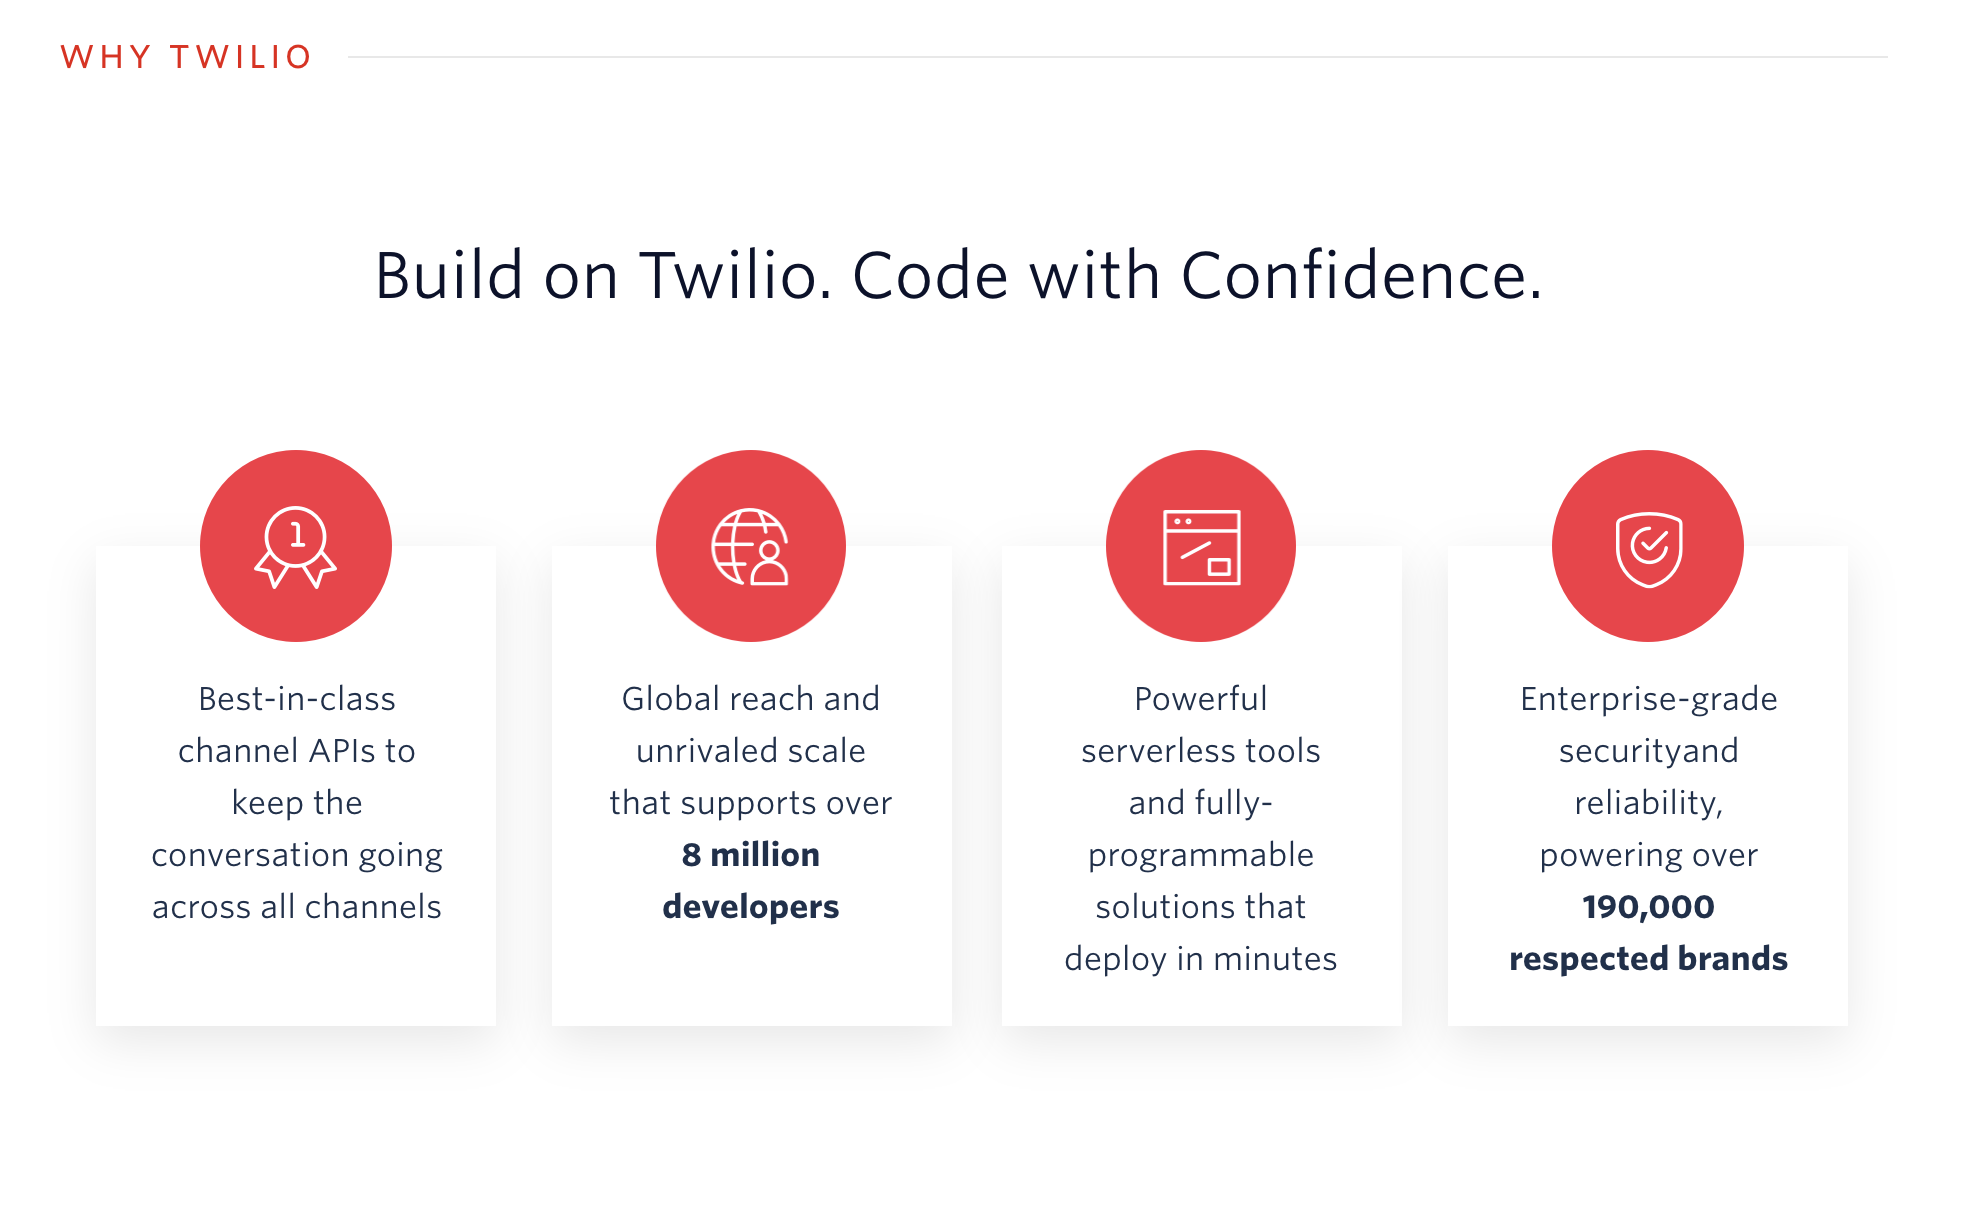 WHY TWILIO
Build on Twilio. Code with Confidence.
1
Best-in-class
channel APIs to
keep the
conversation going
across all channels
Global reach and
unrivaled scale
that supports over
8 million
developers
Powerful
serverless tools
and fully-
programmable
solutions that
deploy in minutes
Enterprise-grade
securityand
reliability,
powering over
190,000
respected brands